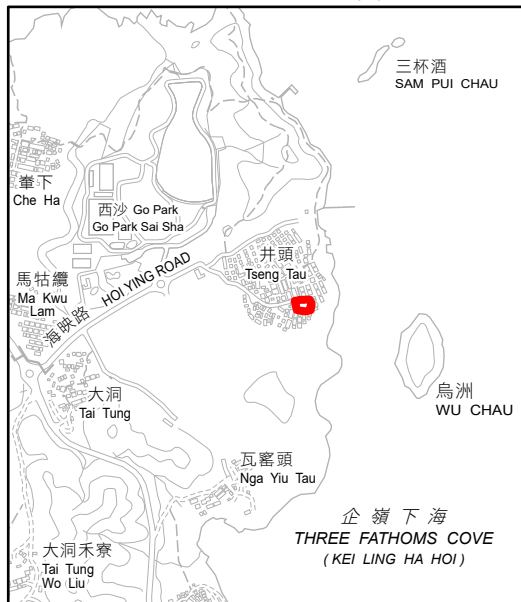 三杯酒
SAM PUI CHAU
輋下
Che Ha
西沙 Go Park
Go Park Sai Sha
井頭
Tseng Tau
海映路 HOI YING ROAD
馬牯纜
Ma Kwu
Lam
大洞
Tai Tung
烏洲
WU CHAU
瓦窰頭
Nga Yiu Tau
企嶺下海
THREE FATHOMS COVE
(KEI LING HA HOI)
大洞禾寮
Tai Tung
Wo Liu